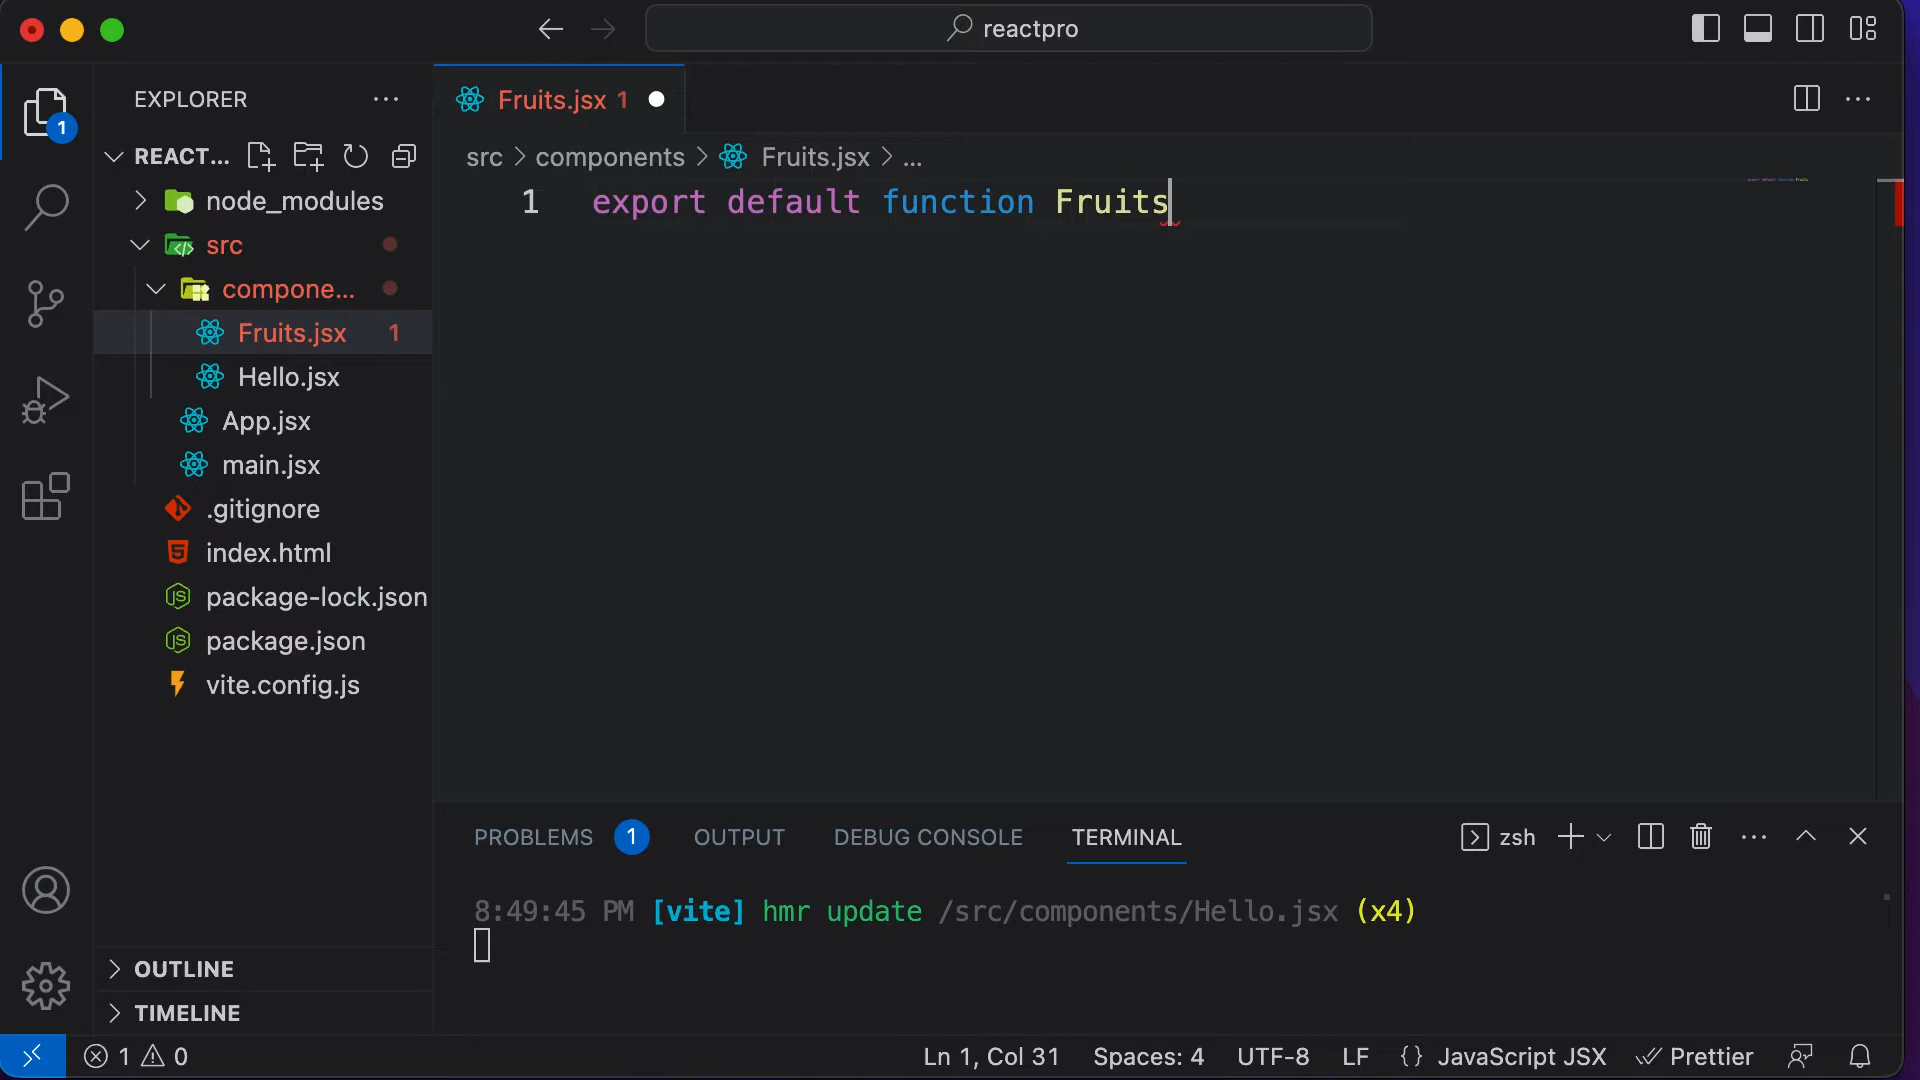 reactpro
1
EXPLORER
Fruits.jsx 1
REACT...
src > components > Fruits.jsx > ...
1 export default function Fruits
node_modules
src
compone...
Fruits.jsx 1
Hello.jsx
App.jsx
main.jsx
.gitignore
index.html
package-lock.json
package.json
vite.config.js
PROBLEMS 1 OUTPUT DEBUG CONSOLE TERMINAL zsh
8:49:45 PM [vite] hmr update /src/components/Hello.jsx (x4)
OUTLINE
TIMELINE
1 0 Ln 1, Col 31 Spaces: 4 UTF-8 LF {} JavaScript JSX Prettier